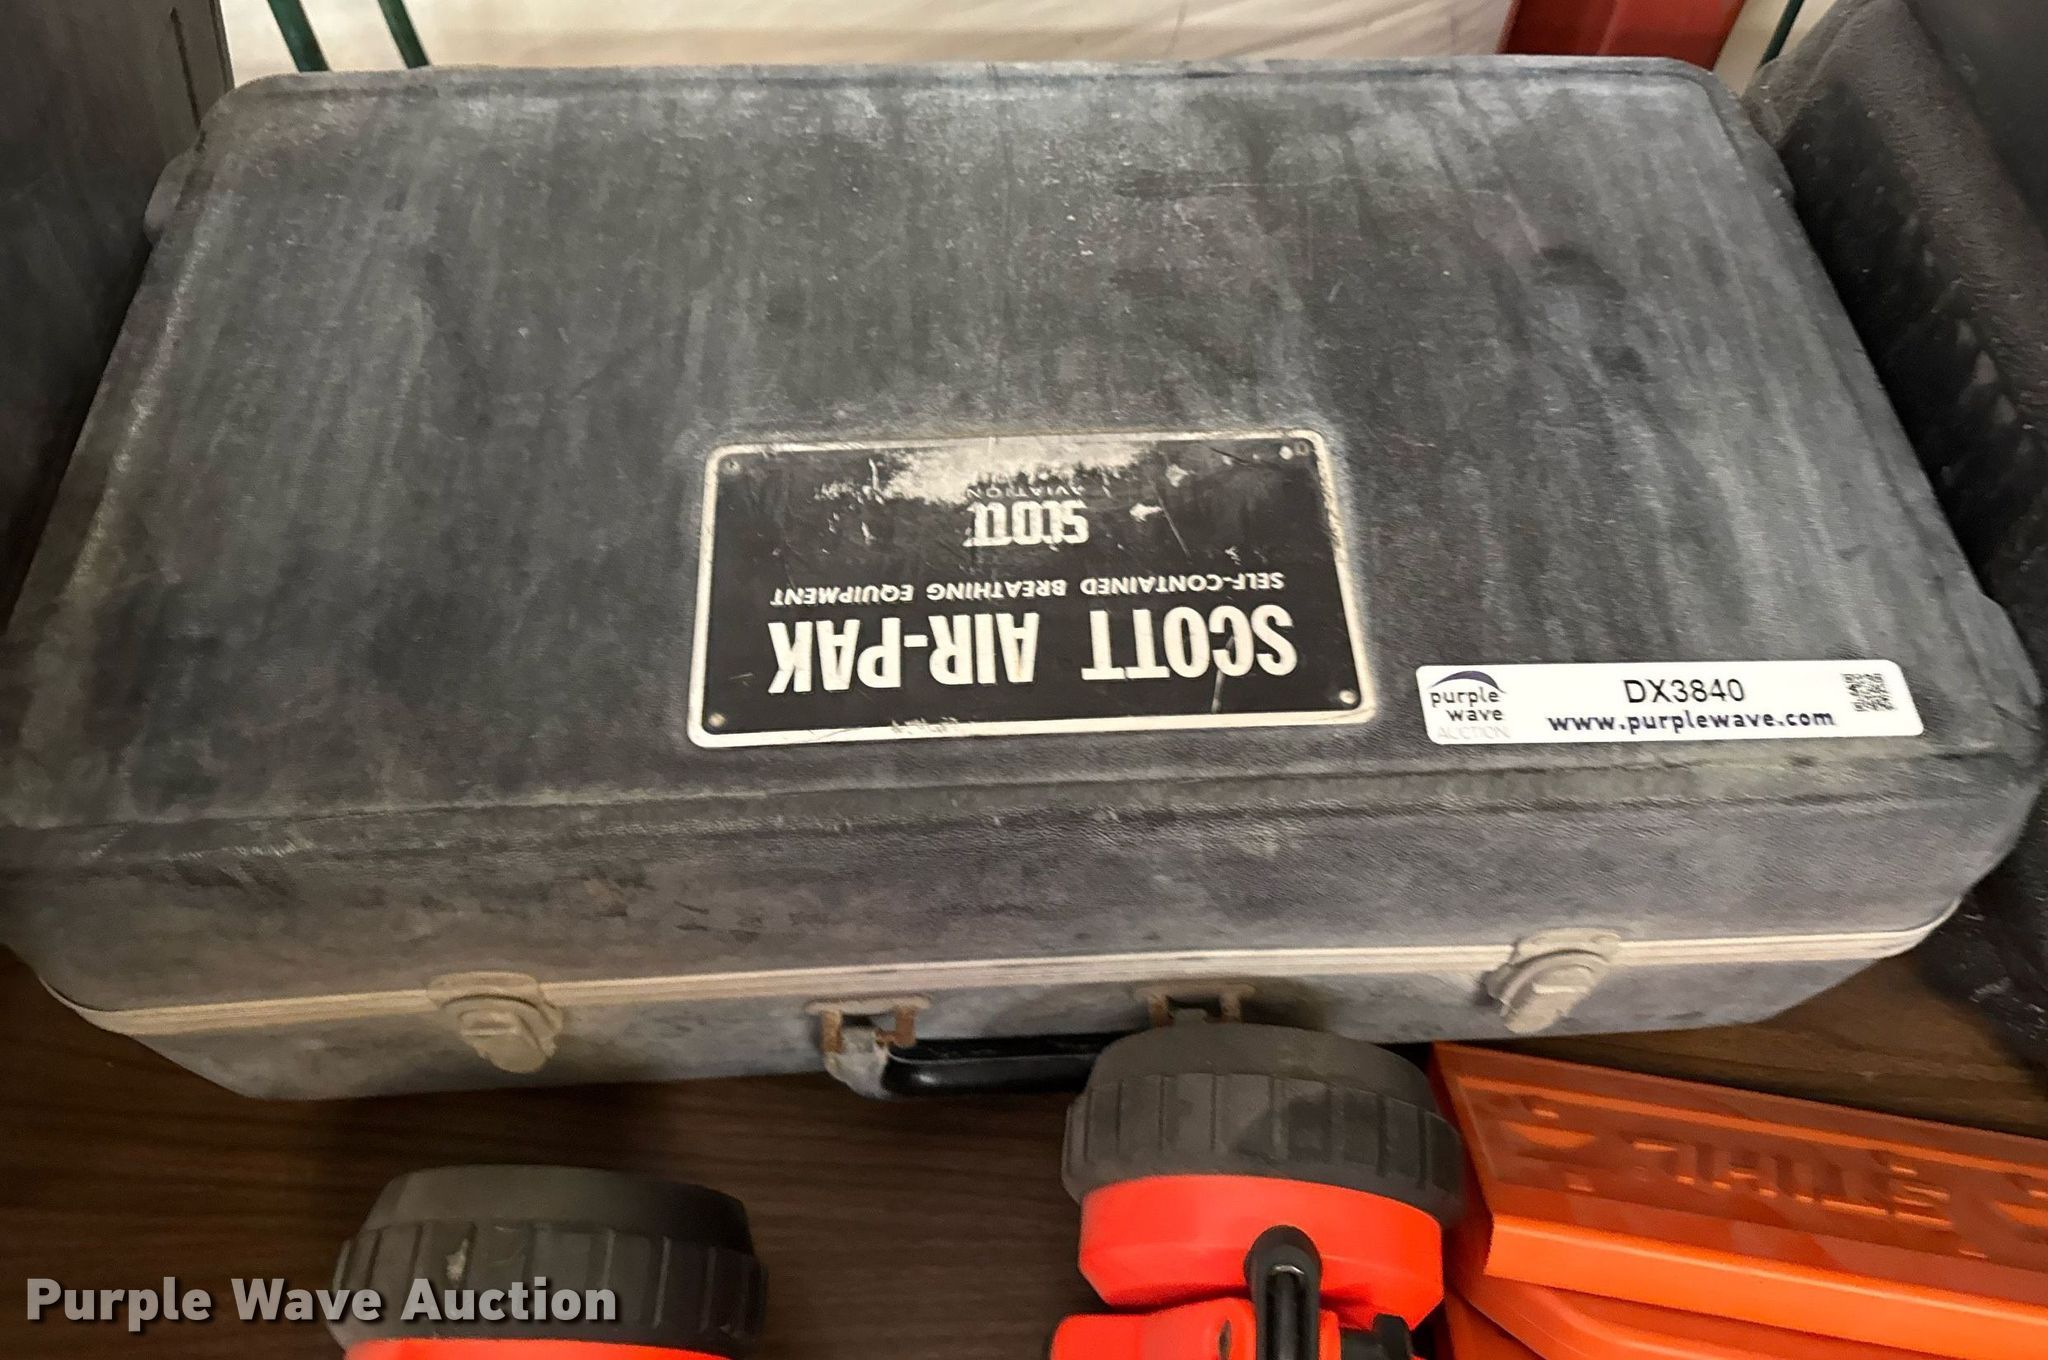 SCOTT AIR-PAK
SELF-CONTAINED BREATHING EQUIPMENT
SCOTT
AVIATION
purple
wave
AUCTION
DX3840
www.purplewave.com
STIHL
Purple Wave Auction